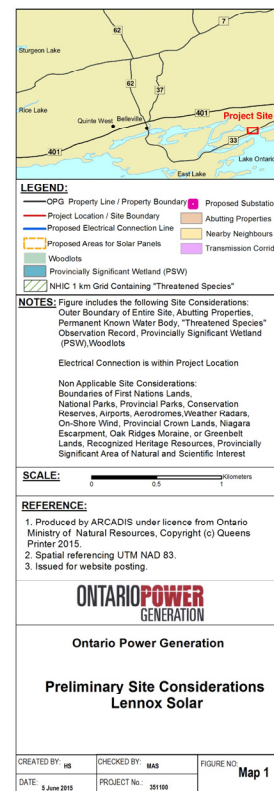 62
7
Sturgeon Lake
62
37
Rice Lake
401
Project Site
Quinte West
Belleville
33
401
Lake Ontari
East Lake
LEGEND:
OPG Property Line / Property Boundary
Proposed Substatio
Project Location / Site Boundary
Abutting Properties
Proposed Electrical Connection Line
Nearby Neighbours
Proposed Areas for Solar Panels
Transmission Corrid
Woodlots
Provincially Significant Wetland (PSW)
NHIC 1 km Grid Containing "Threatened Species"
NOTES: Figure includes the following Site Considerations:
Outer Boundary of Entire Site, Abutting Properties,
Permanent Known Water Body, "Threatened Species"
Observation Record, Provincially Significant Wetland
(PSW),Woodlots
Electrical Connection is within Project Location
Non Applicable Site Considerations:
Boundaries of First Nations Lands,
National Parks, Provincial Parks, Conservation
Reserves, Airports, Aerodromes,Weather Radars,
On-Shore Wind, Provincial Crown Lands, Niagara
Escarpment, Oak Ridges Moraine, or Greenbelt
Lands, Recognized Heritage Resources, Provincially
Significant Area of Natural and Scientific Interest
SCALE:
Kilometers
0 0.5 1
REFERENCE:
1. Produced by ARCADIS under licence from Ontario
Ministry of Natural Resources, Copyright (c) Queens
Printer 2015.
2. Spatial referencing UTM NAD 83.
3. Issued for website posting.
ONTARIOPOWER
GENERATION
Ontario Power Generation
Preliminary Site Considerations
Lennox Solar
CREATED BY: HS
CHECKED BY: MAS
FIGURE NO:
Map 1
DATE: 5 June 2015
PROJECT No.: 351100